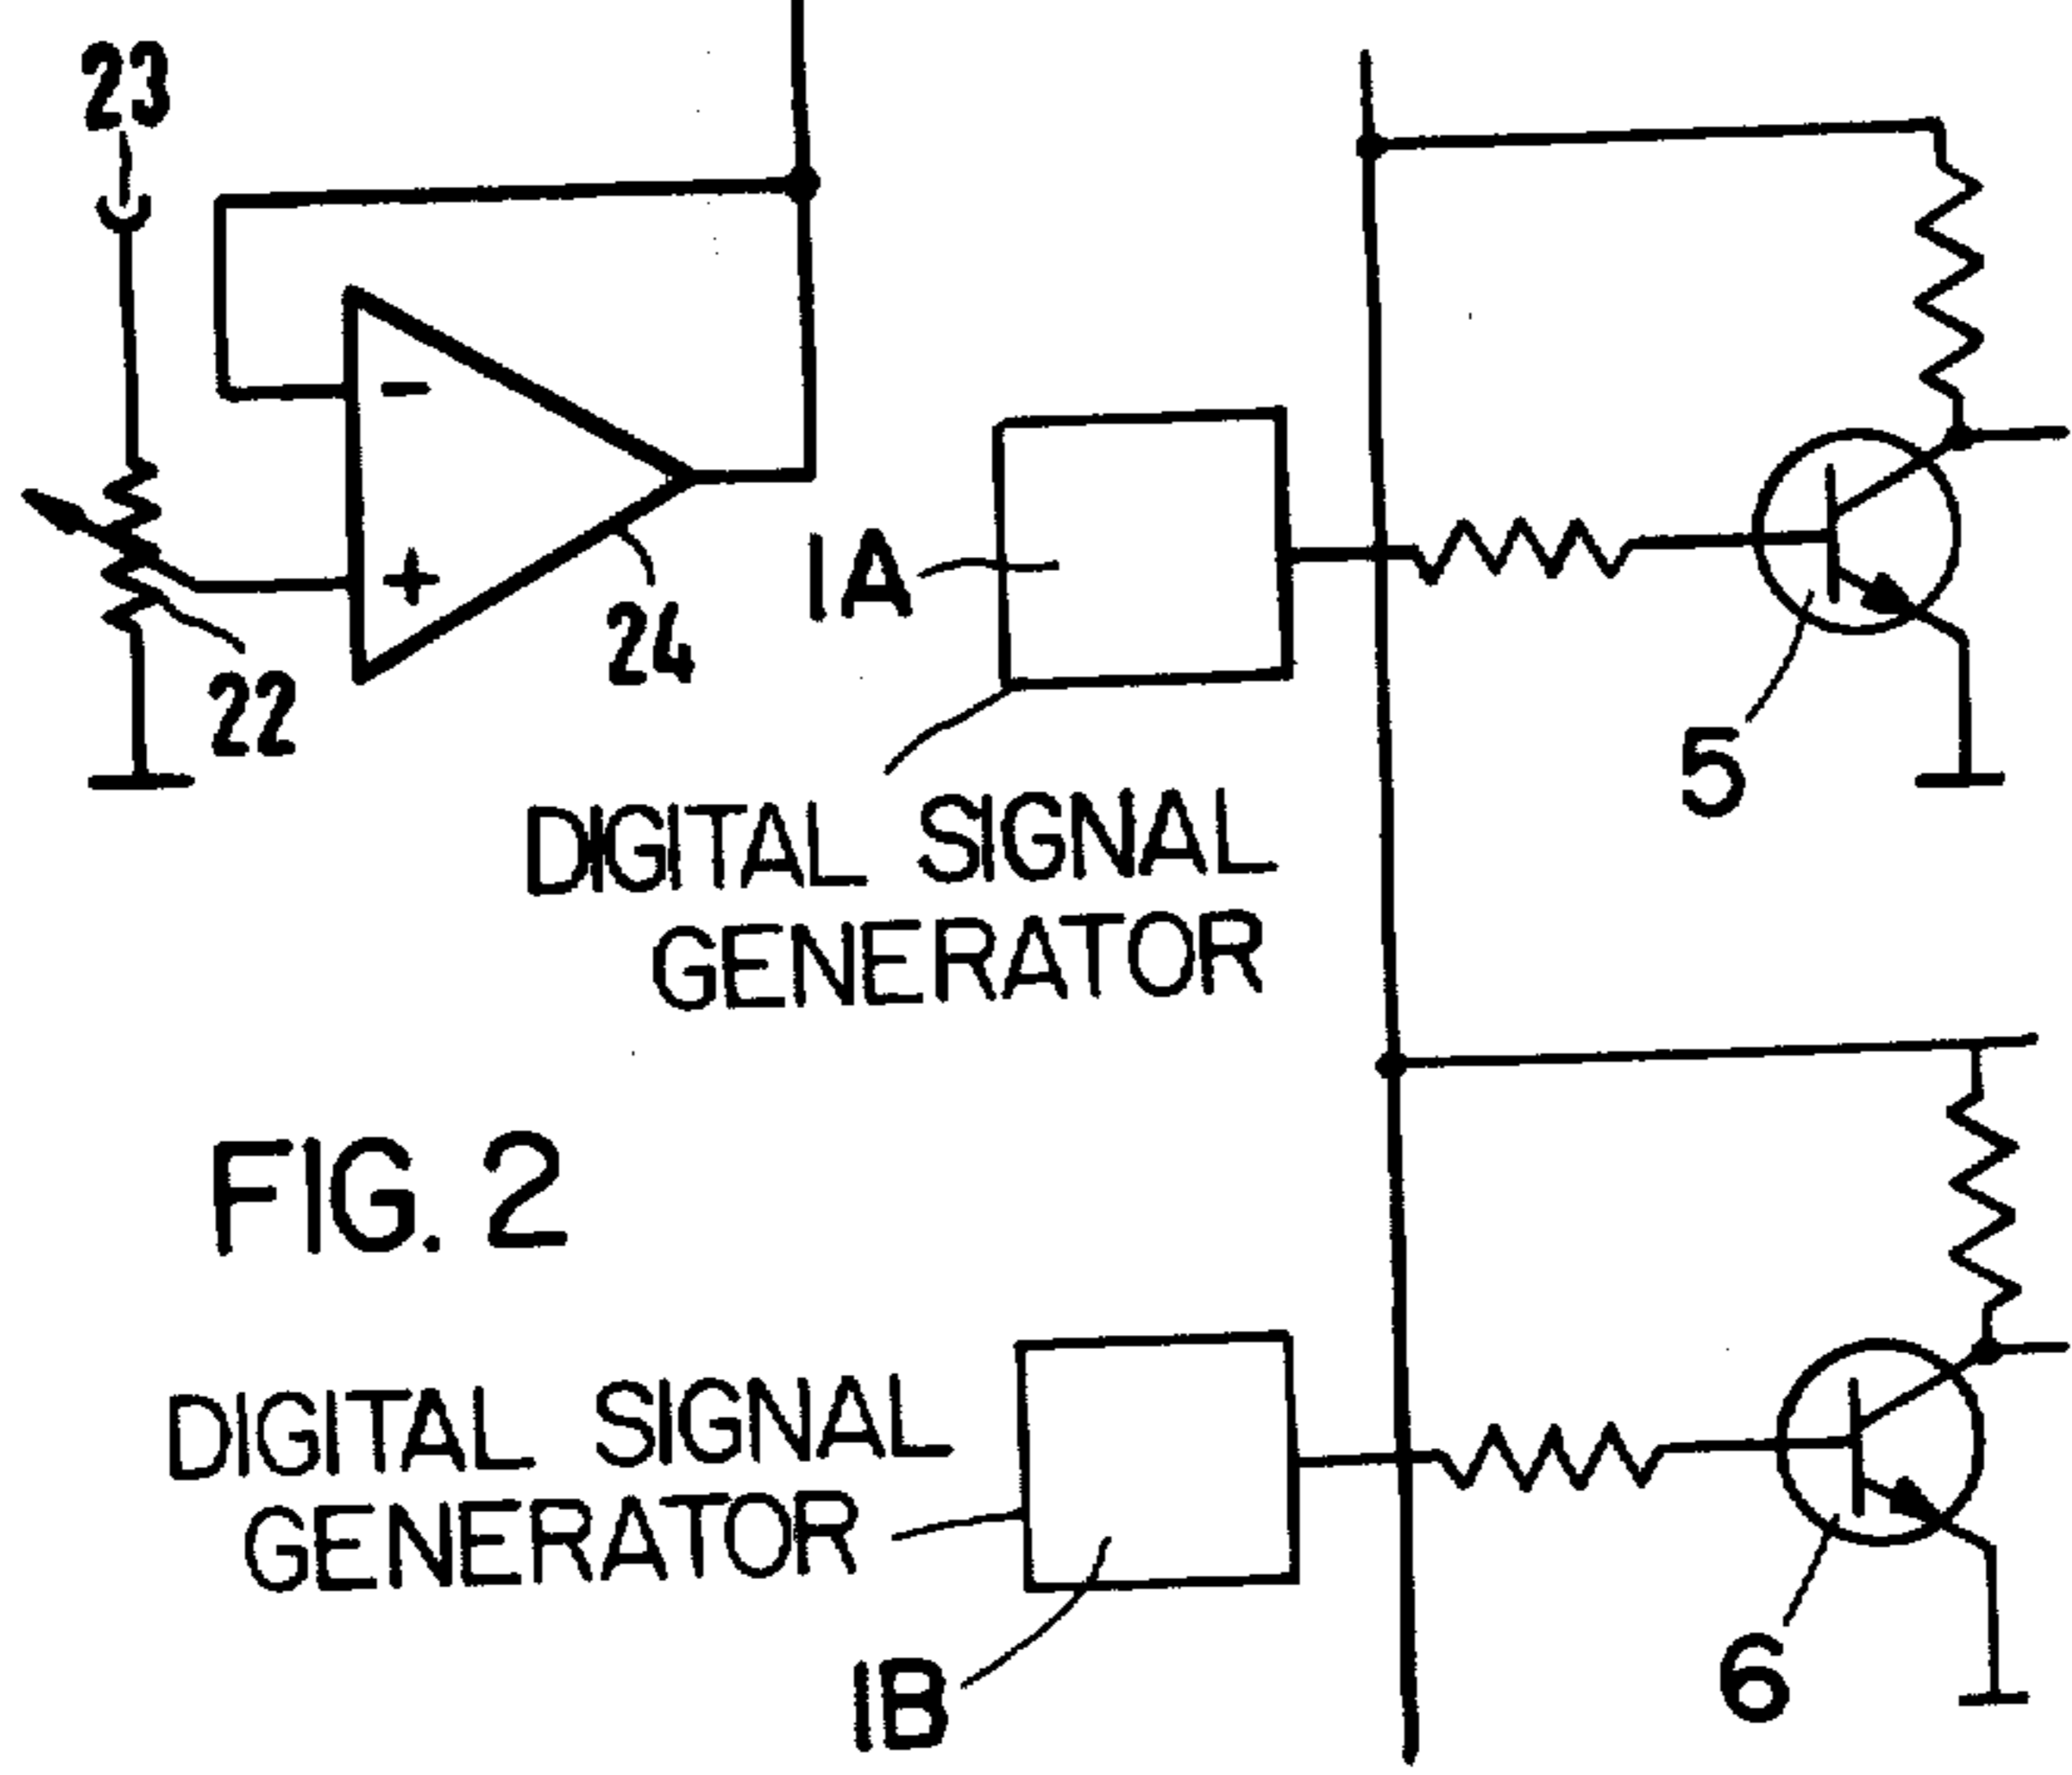 23
-
+
1A
24
22
5
DIGITAL SIGNAL
GENERATOR
FIG. 2
DIGITAL SIGNAL
GENERATOR
1B
6